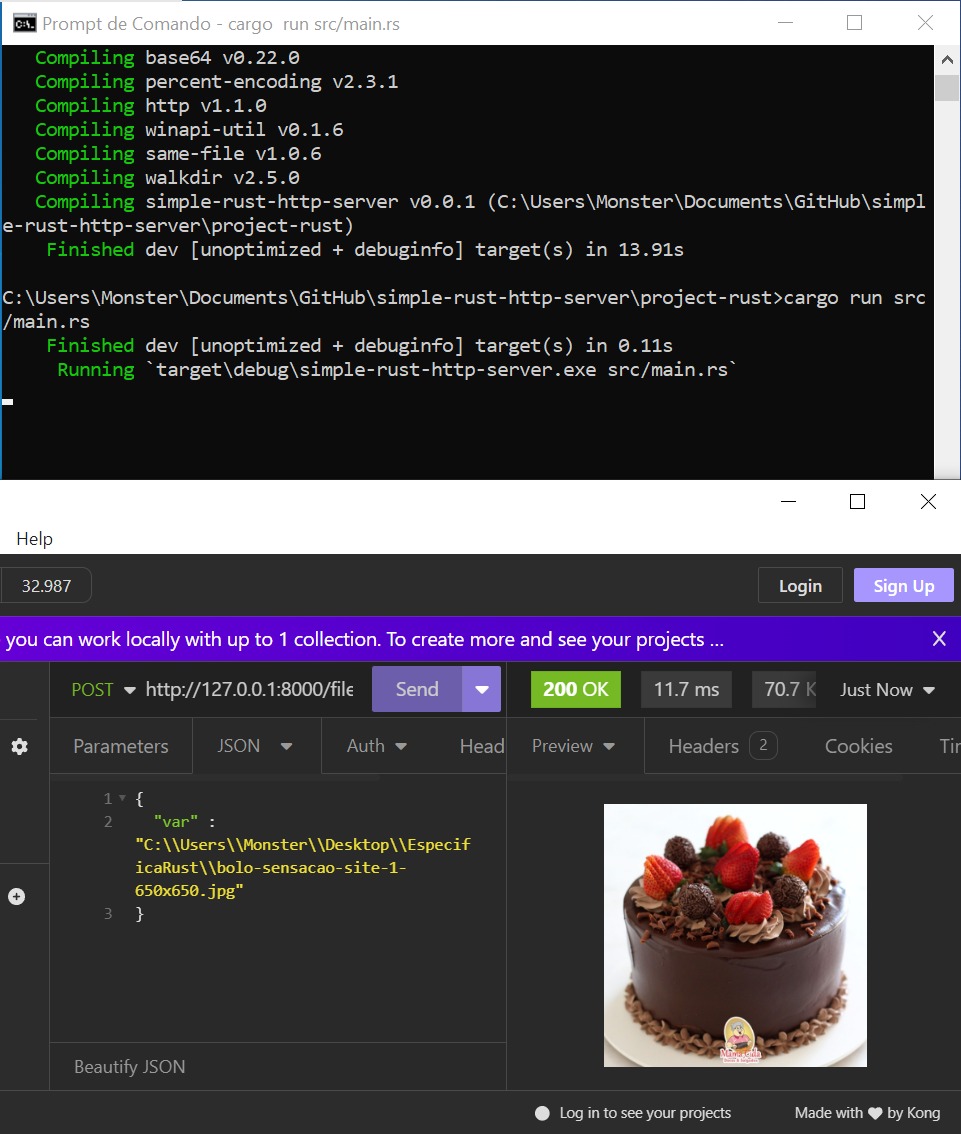 Prompt de Comando - cargo  run src/main.rs
Compiling base64 v0.22.0
Compiling percent-encoding v2.3.1
Compiling http v1.1.0
Compiling winapi-util v0.1.6
Compiling same-file v1.0.6
Compiling walkdir v2.5.0
Compiling simple-rust-http-server v0.0.1 (C:\Users\Monster\Documents\GitHub\simpl
e-rust-http-server\project-rust)
Finished dev [unoptimized + debuginfo] target(s) in 13.91s
C:\Users\Monster\Documents\GitHub\simple-rust-http-server\project-rust>cargo run src
/main.rs
Finished dev [unoptimized + debuginfo] target(s) in 0.11s
Running `target\debug\simple-rust-http-server.exe src/main.rs`
Help
32.987 Login Sign Up
you can work locally with up to 1 collection. To create more and see your projects ...
POST http://127.0.0.1:8000/file Send 200 OK 11.7 ms 70.7 K Just Now
Parameters JSON Auth Head Preview Headers 2 Cookies Tir
1 {
2 "var" :
"C:\\Users\\Monster\\Desktop\\Especif
icaRust\\bolo-sensacao-site-1-
650x650.jpg"
3 }
Beautify JSON
Log in to see your projects Made with ♥ by Kong